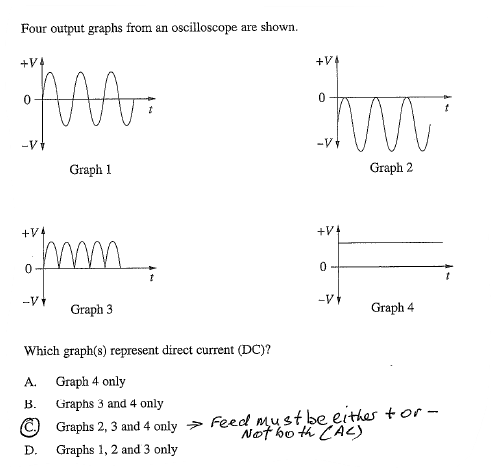 Four output graphs from an oscilloscope are shown.
+V
0
t
-V
Graph 1
+V
0
t
-V
Graph 2
+V
0
t
-V
Graph 3
+V
0
t
-V
Graph 4
Which graph(s) represent direct current (DC)?
A. Graph 4 only
B. Graphs 3 and 4 only
C. Graphs 2, 3 and 4 only → Feed must be either + or -
Not both (AC)
D. Graphs 1, 2 and 3 only